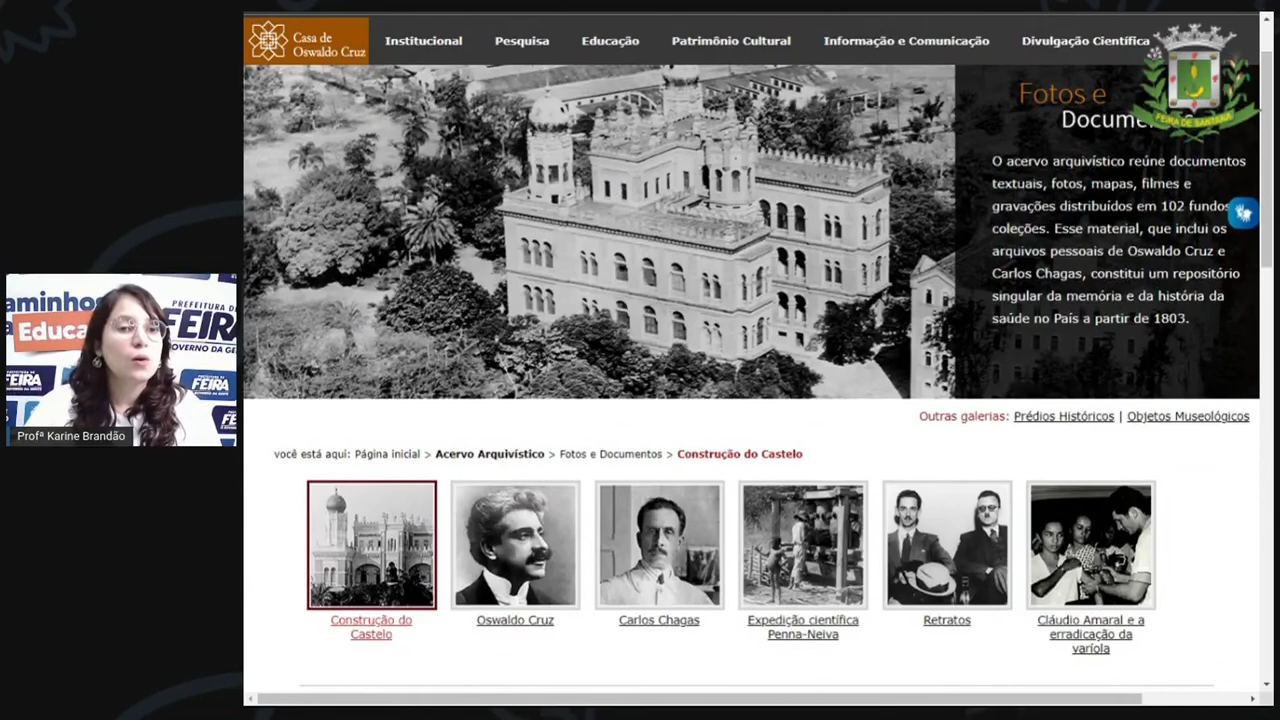 Casa de
Oswaldo Cruz
Institucional
Pesquisa
Educação
Patrimônio Cultural
Informação e Comunicação
Divulgação Científica
FEIRA DE SANTANA
Fotos e
O acervo arquivístico reúne documentos
textuais, fotos, mapas, filmes e
gravações distribuídos em 102 fundos
coleções. Esse material, que inclui os
arquivos pessoais de Oswaldo Cruz e
Carlos Chagas, constitui um repositório
singular da memória e da história da
saúde no País a partir de 1803.
Outras galerias: Prédios Históricos | Objetos Museológicos
você está aqui: Página inicial > Acervo Arquivístico > Fotos e Documentos > Construção do Castelo
Construção do
Castelo
Oswaldo Cruz
Carlos Chagas
Expedição científica
Penna-Neiva
Retratos
Cláudio Amaral e a
erradicação da
varíola
PREFEITURA DE
FEIRA
FEIRA
FEIRA
Profª Karine Brandão